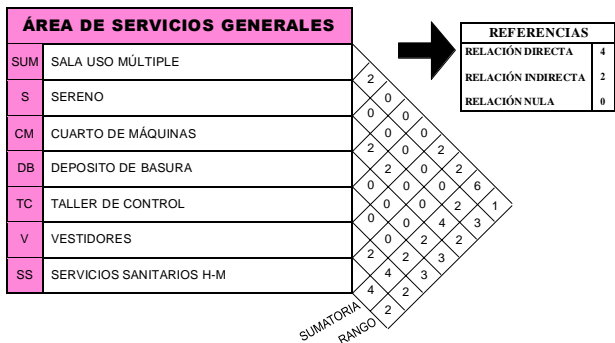 ÁREA DE SERVICIOS GENERALES
SUM SALA USO MÚLTIPLE
S SERENO
CM CUARTO DE MÁQUINAS
DB DEPOSITO DE BASURA
TC TALLER DE CONTROL
V VESTIDORES
SS SERVICIOS SANITARIOS H-M
2
0
0 0
0 0
2 0 2
2 0 2
0 0 0 6
0 0 2 1
0 0 4 3
0 2 2
2 2 3
4 3
4 2
2
SUMATORIA
RANGO
REFERENCIAS
RELACIÓN DIRECTA 4
RELACIÓN INDIRECTA 2
RELACIÓN NULA 0